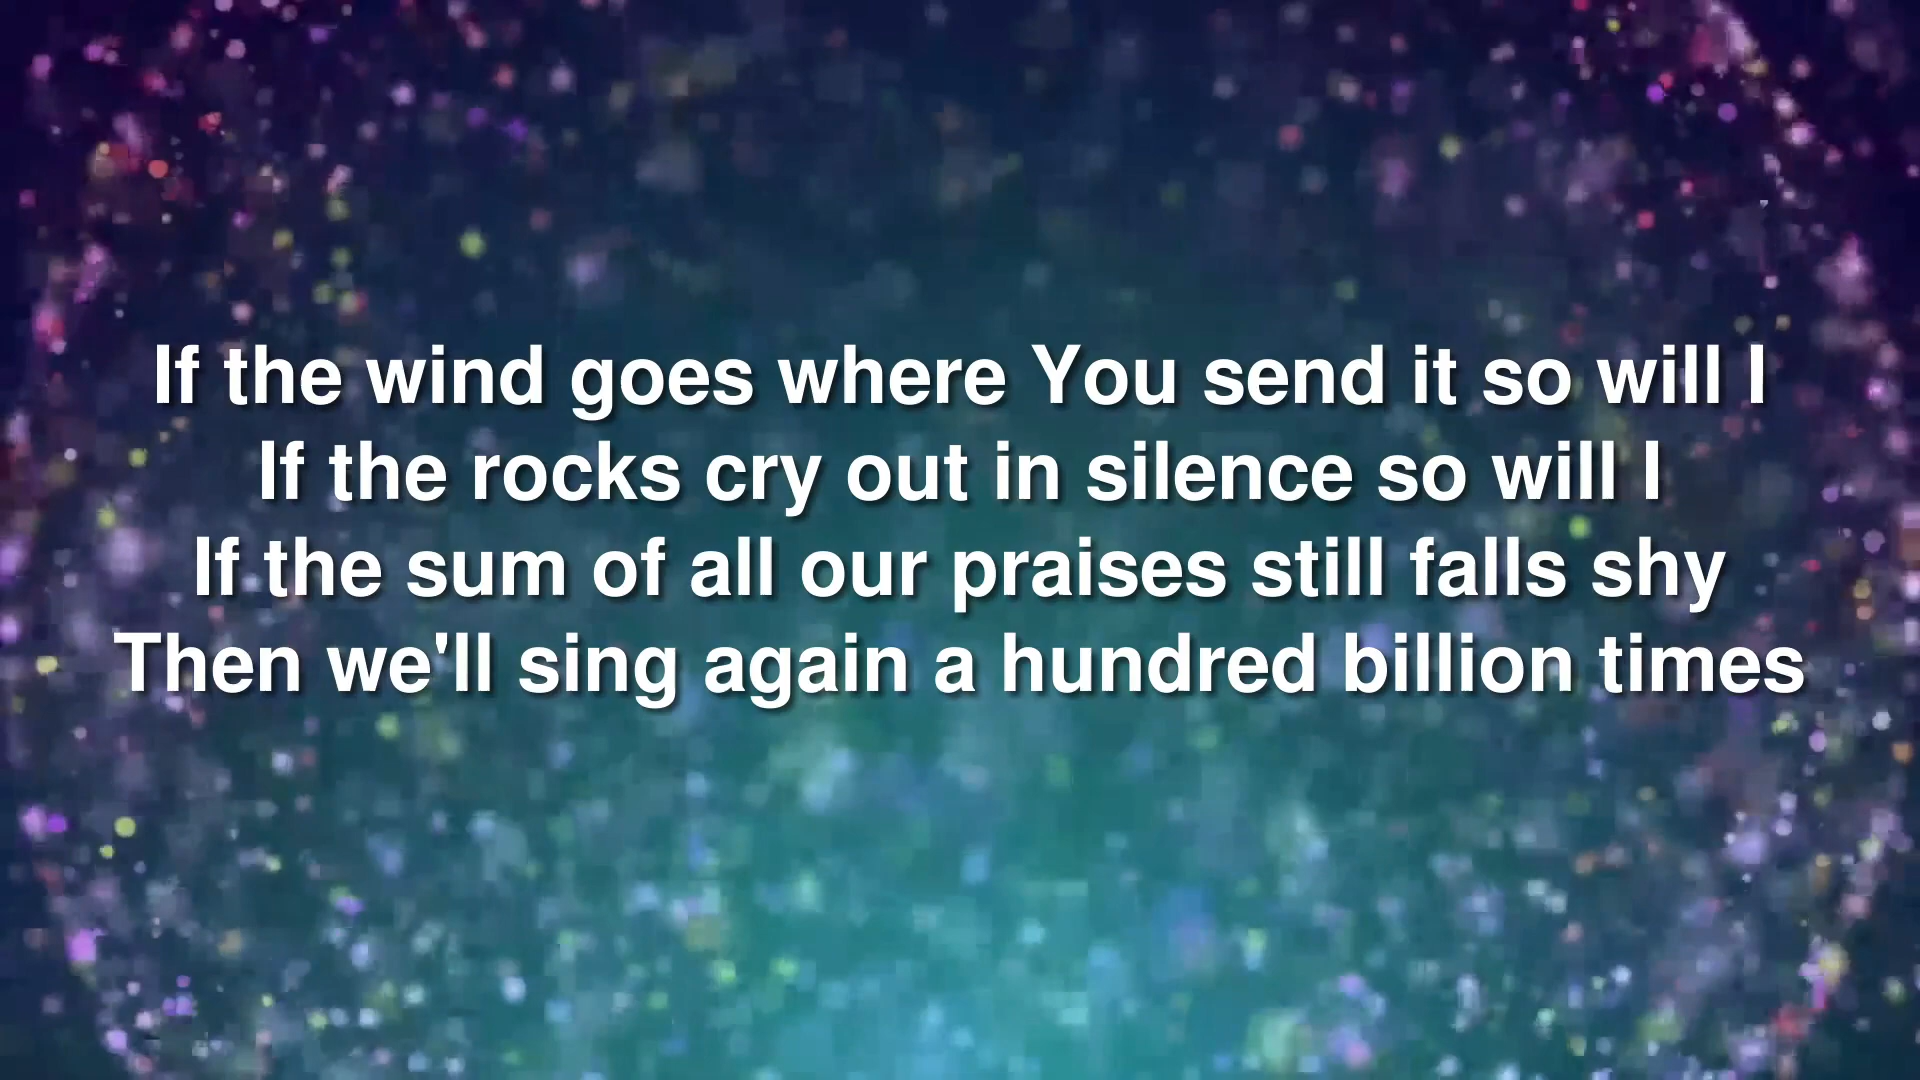 If the wind goes where You send it so will I
If the rocks cry out in silence so will I
If the sum of all our praises still falls shy
Then we'll sing again a hundred billion times